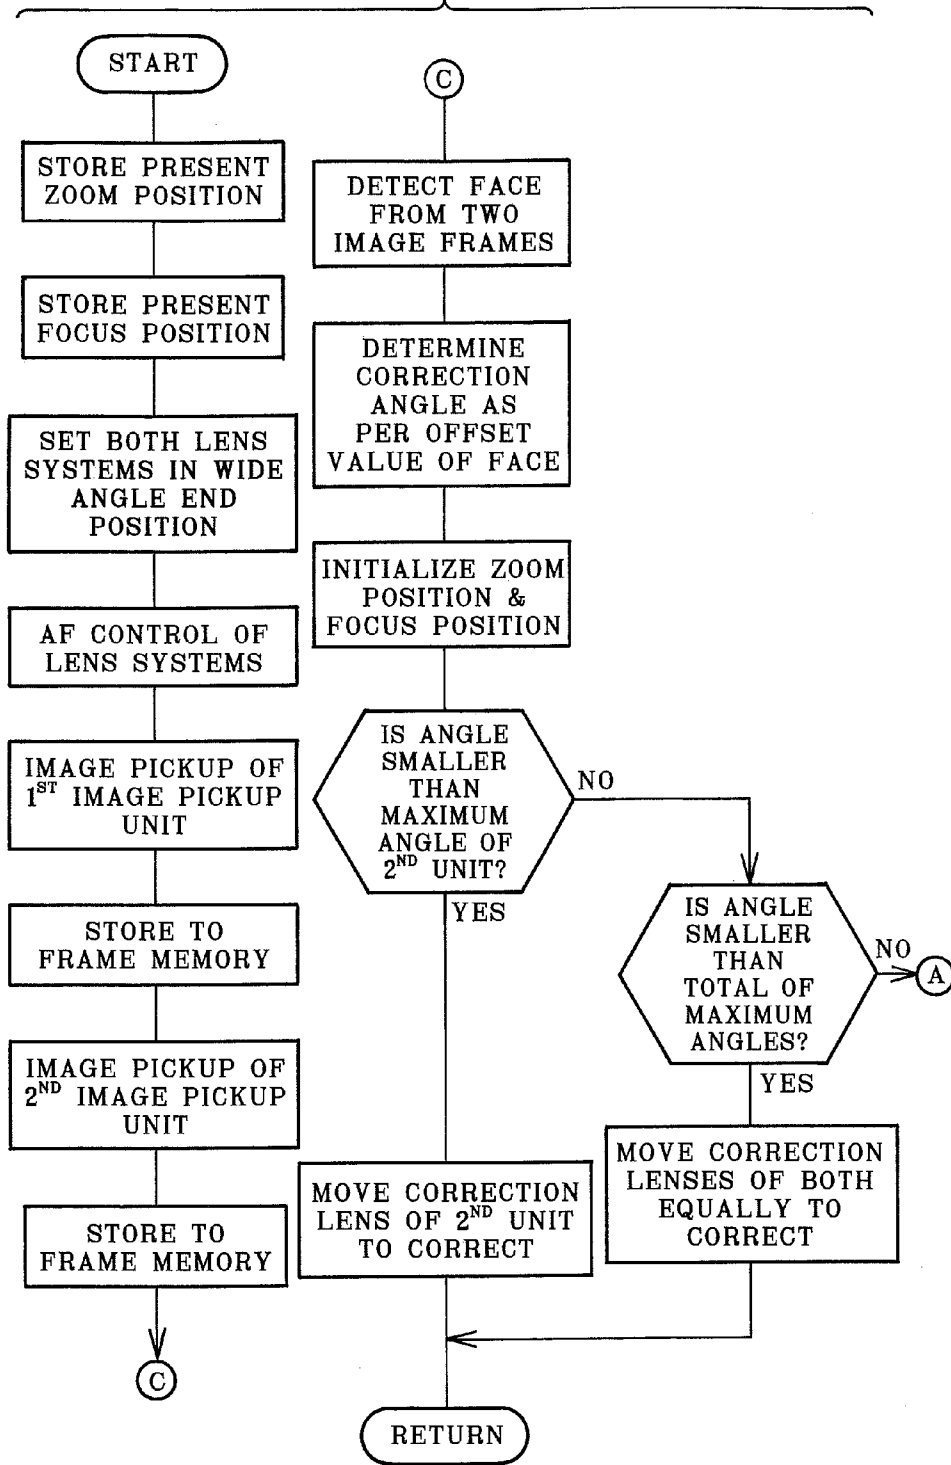 START
STORE PRESENT
ZOOM POSITION
STORE PRESENT
FOCUS POSITION
SET BOTH LENS
SYSTEMS IN WIDE
ANGLE END
POSITION
AF CONTROL OF
LENS SYSTEMS
IMAGE PICKUP OF
1ST IMAGE PICKUP
UNIT
STORE TO
FRAME MEMORY
IMAGE PICKUP OF
2ND IMAGE PICKUP
UNIT
STORE TO
FRAME MEMORY
C
C
DETECT FACE
FROM TWO
IMAGE FRAMES
DETERMINE
CORRECTION
ANGLE AS
PER OFFSET
VALUE OF FACE
INITIALIZE ZOOM
POSITION &
FOCUS POSITION
IS ANGLE
SMALLER
THAN
MAXIMUM
ANGLE OF
2ND UNIT?
NO
YES
MOVE CORRECTION
LENS OF 2ND UNIT
TO CORRECT
IS ANGLE
SMALLER
THAN
TOTAL OF
MAXIMUM
ANGLES?
NO
A
YES
MOVE CORRECTION
LENSES OF BOTH
EQUALLY TO
CORRECT
RETURN